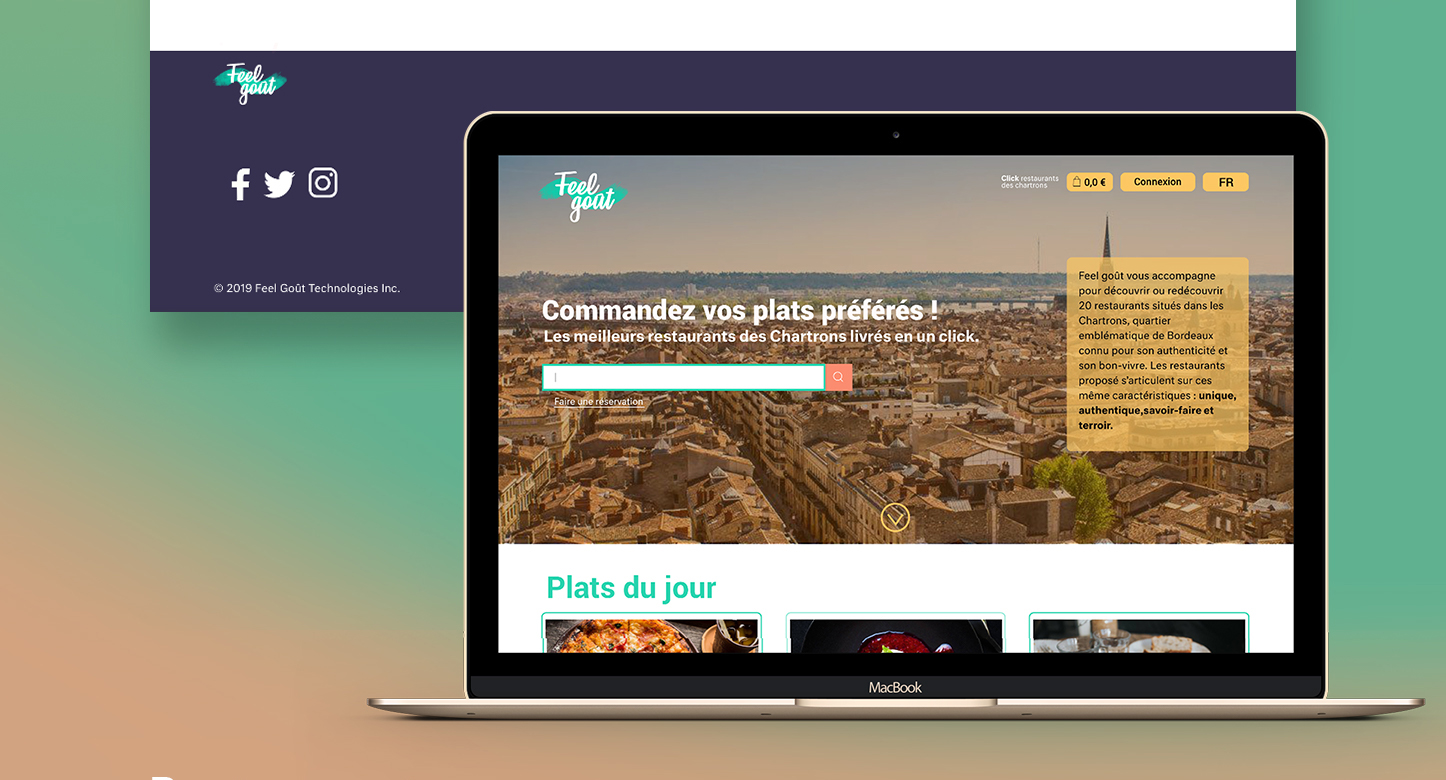 Feel
goût
© 2019 Feel Goût Technologies Inc.
Feel
goût
Click restaurants
des chartrons
0,0 €
Connexion
FR
Feel goût vous accompagne
pour découvrir ou redécouvrir
20 restaurants situés dans les
Chartrons, quartier
emblématique de Bordeaux
connu pour son authenticité et
son bon-vivre. Les restaurants
proposé s'articulent sur ces
même caractéristiques : unique,
authentique,savoir-faire et
terroir.
Commandez vos plats préférés !
Les meilleurs restaurants des Chartrons livrés en un click.
Faire une réservation
Plats du jour
MacBook